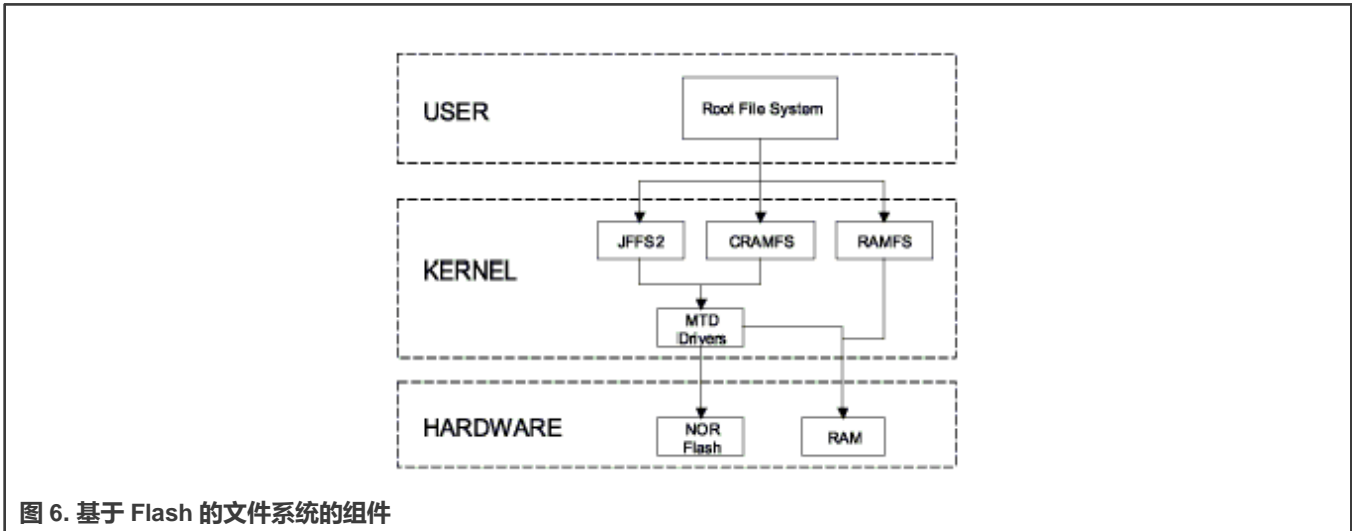 USER
Root File System
KERNEL
JFFS2
CRAMFS
RAMFS
MTD
Drivers
HARDWARE
NOR
Flash
RAM
图 6. 基于 Flash 的文件系统的组件